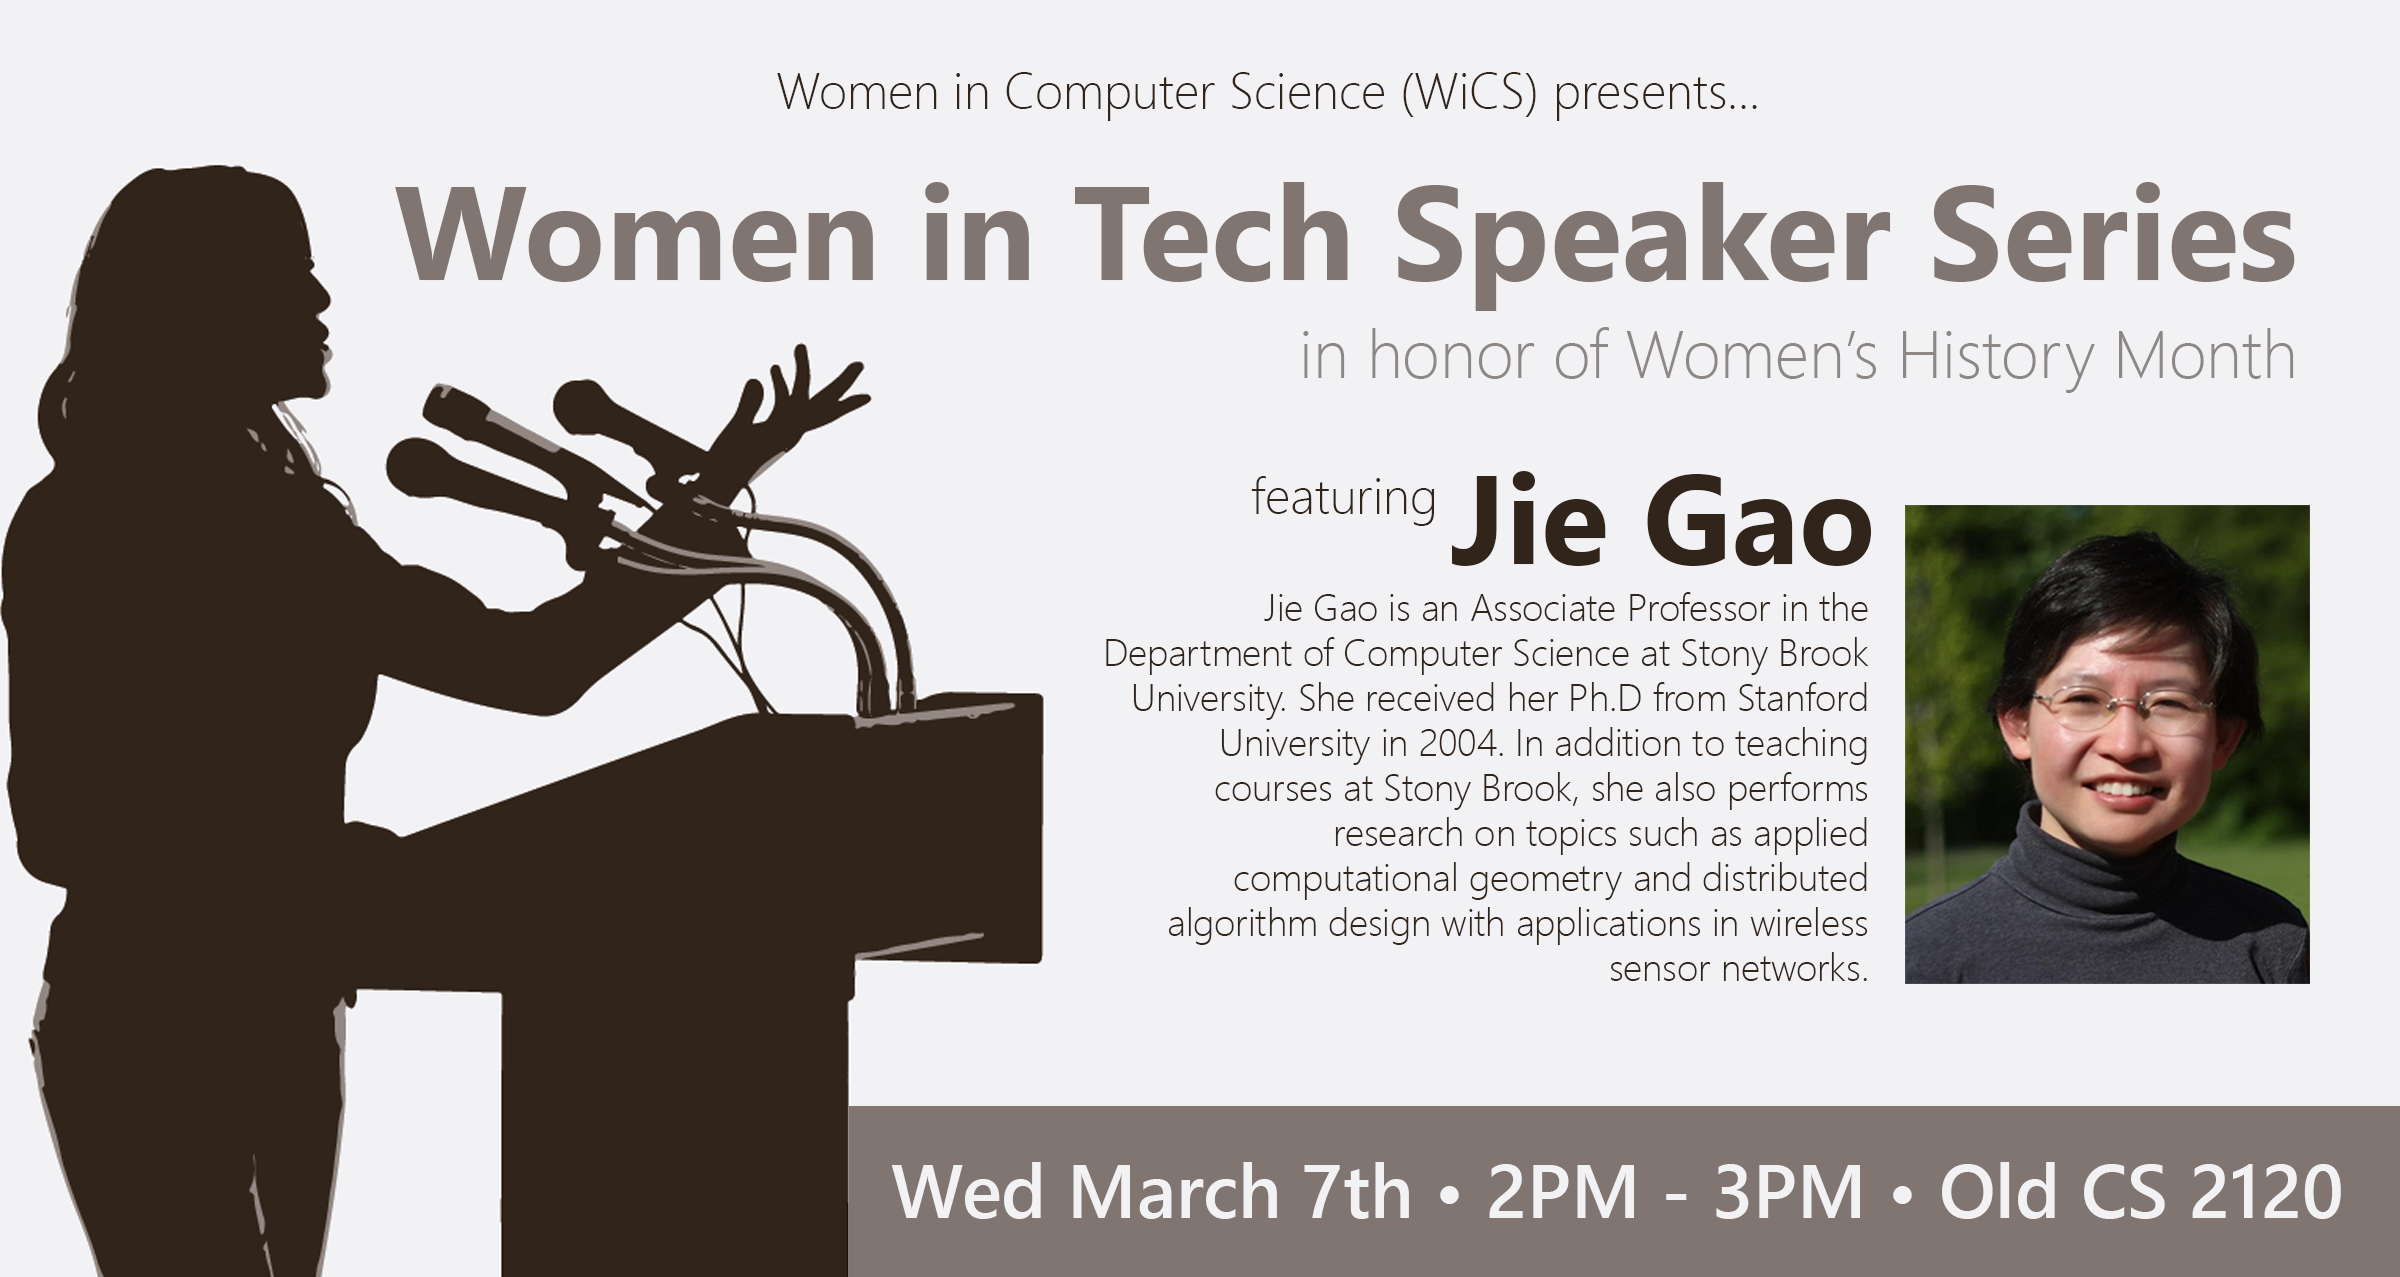 Women in Computer Science (WiCS) presents...
Women in Tech Speaker Series
in honor of Women's History Month
featuring Jie Gao
Jie Gao is an Associate Professor in the
Department of Computer Science at Stony Brook
University. She received her Ph.D from Stanford
University in 2004. In addition to teaching
courses at Stony Brook, she also performs
research on topics such as applied
computational geometry and distributed
algorithm design with applications in wireless
sensor networks.
Wed March 7th • 2PM - 3PM • Old CS 2120